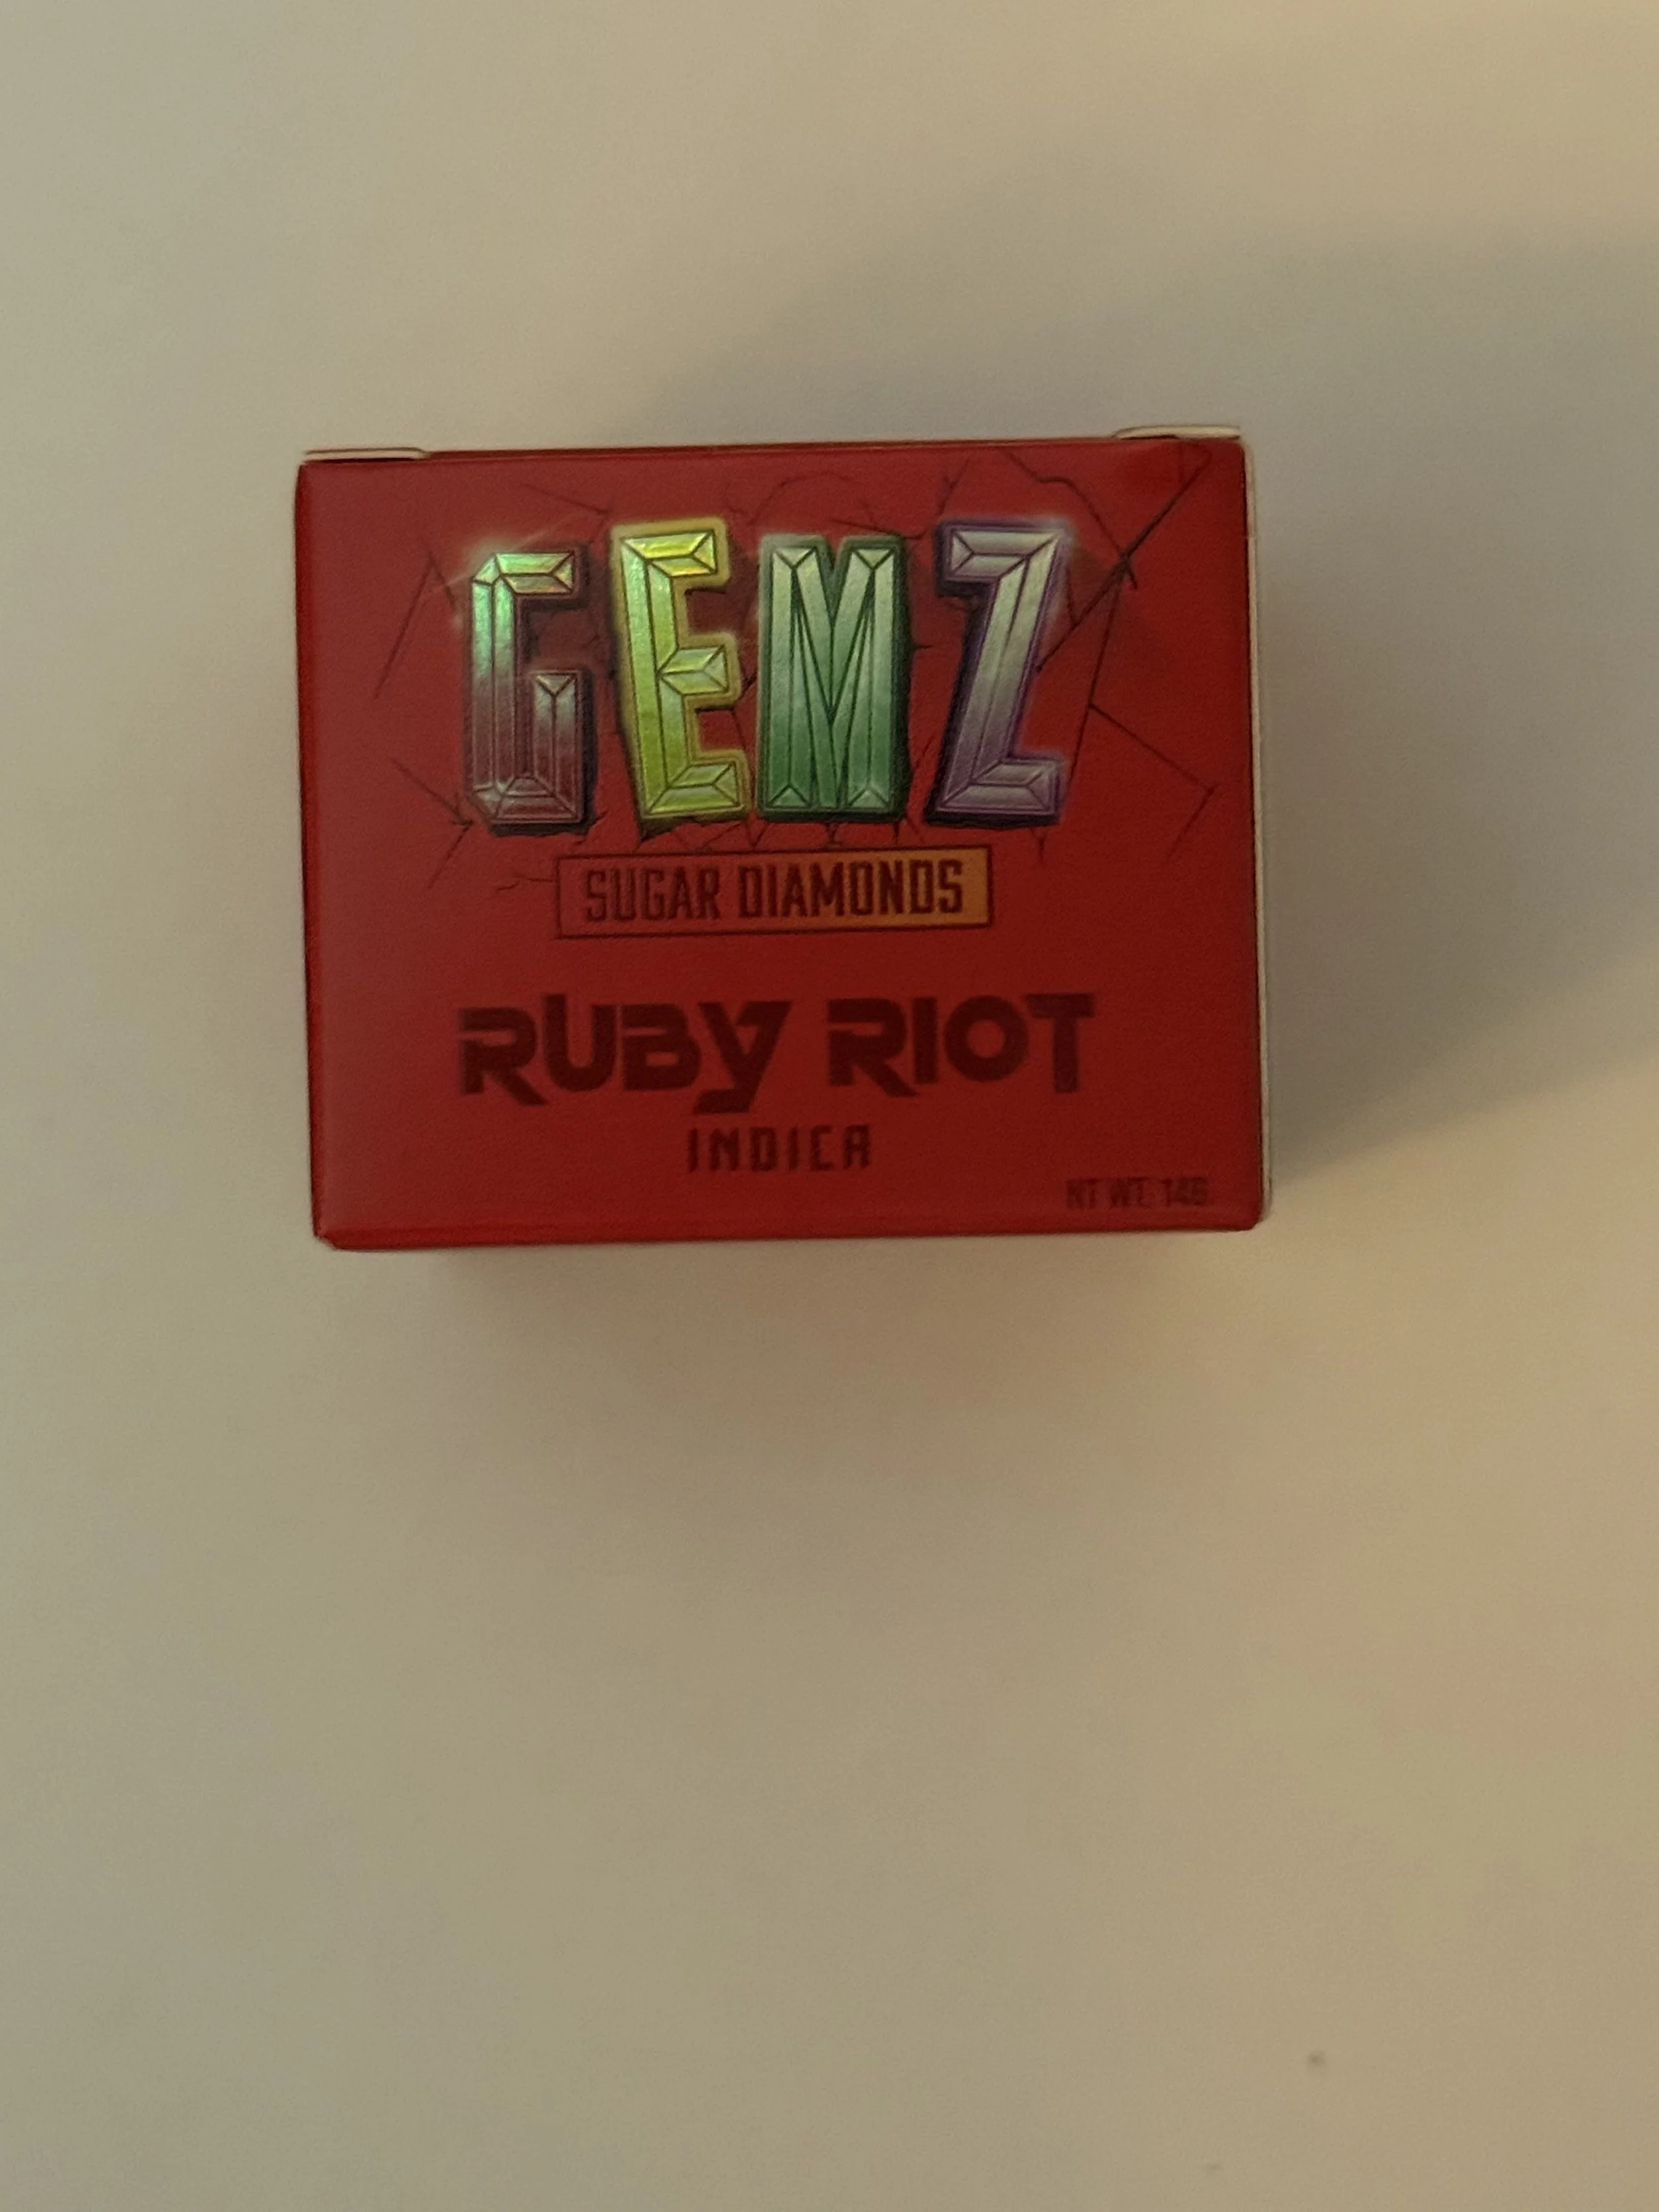 GEMZ
SUGAR DIAMONDS
RUBY RIOT
INDICA
NT WT. 14G